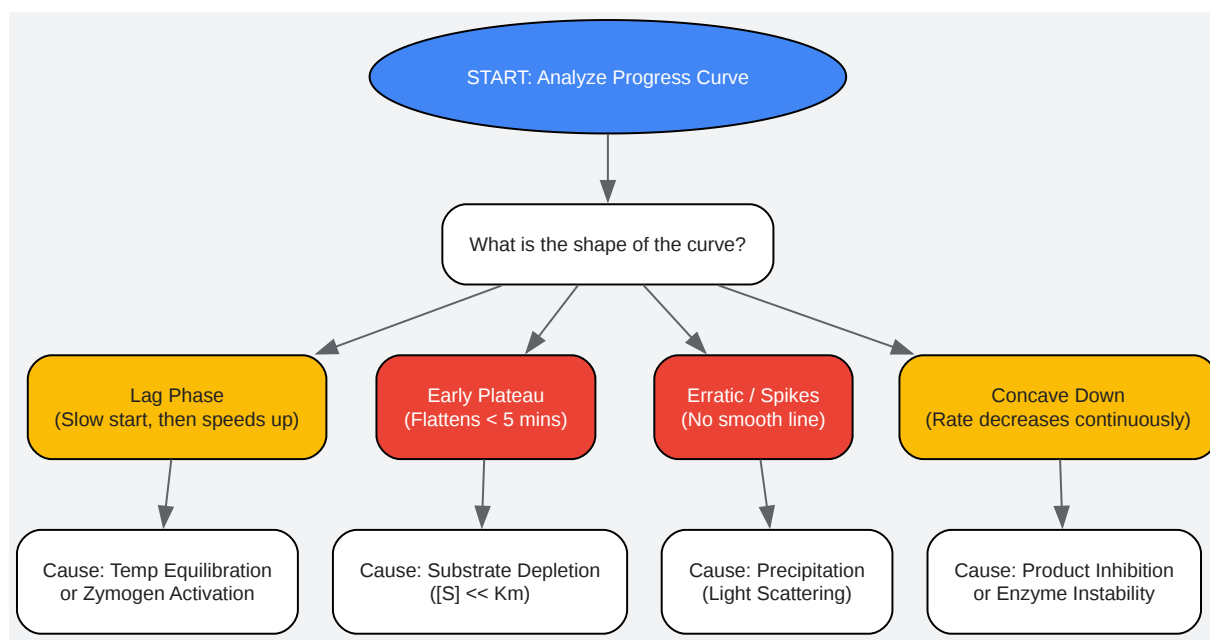 START: Analyze Progress Curve
What is the shape of the curve?
Lag Phase
(Slow start, then speeds up)
Early Plateau
(Flattens < 5 mins)
Erratic / Spikes
(No smooth line)
Concave Down
(Rate decreases continuously)
Cause: Temp Equilibration
or Zymogen Activation
Cause: Substrate Depletion
([S] << Km)
Cause: Precipitation
(Light Scattering)
Cause: Product Inhibition
or Enzyme Instability